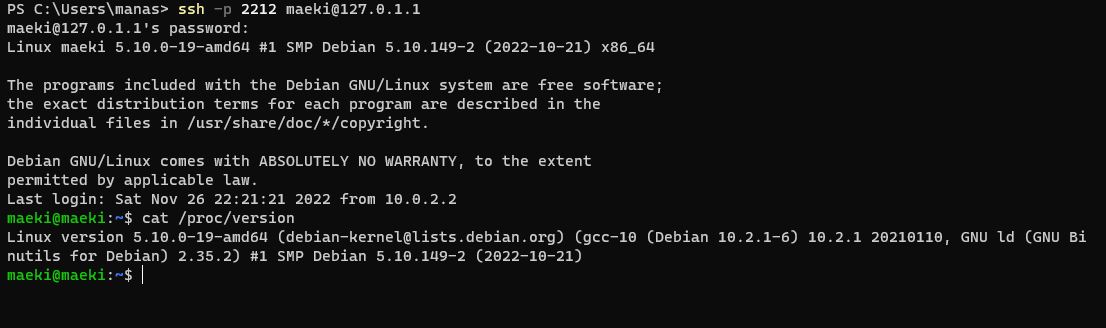 PS C:\Users\manas> ssh -p 2212 maeki@127.0.1.1
maeki@127.0.1.1's password:
Linux maeki 5.10.0-19-amd64 #1 SMP Debian 5.10.149-2 (2022-10-21) x86_64
The programs included with the Debian GNU/Linux system are free software;
the exact distribution terms for each program are described in the
individual files in /usr/share/doc/*/copyright.
Debian GNU/Linux comes with ABSOLUTELY NO WARRANTY, to the extent
permitted by applicable law.
Last login: Sat Nov 26 22:21:21 2022 from 10.0.2.2
maeki@maeki:~$ cat /proc/version
Linux version 5.10.0-19-amd64 (debian-kernel@lists.debian.org) (gcc-10 (Debian 10.2.1-6) 10.2.1 20210110, GNU ld (GNU Bi
nutils for Debian) 2.35.2) #1 SMP Debian 5.10.149-2 (2022-10-21)
maeki@maeki:~$